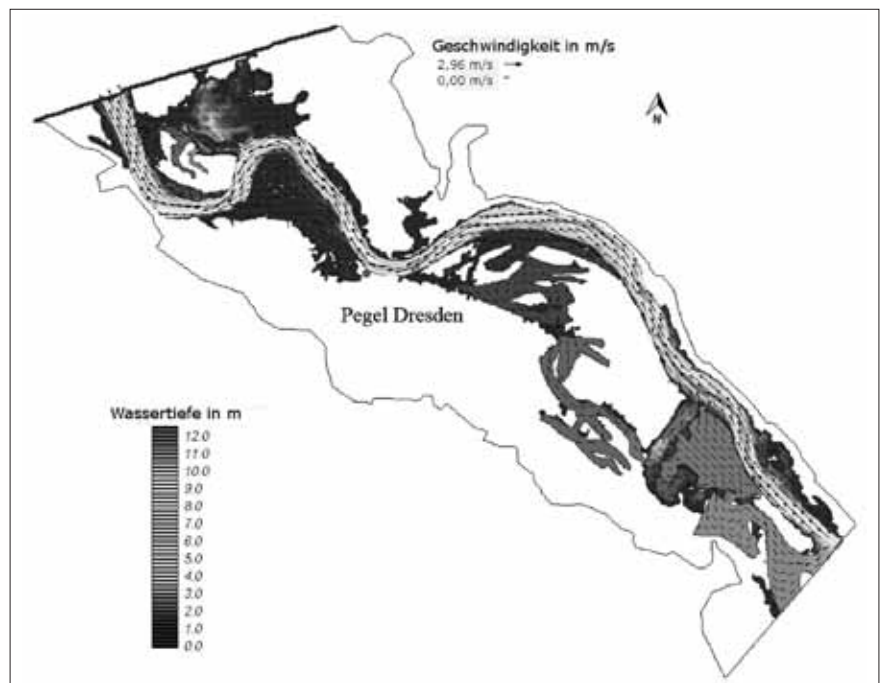 Geschwindigkeit in m/s
2,96 m/s
0,00 m/s
N
Pegel Dresden
Wassertiefe in m
12.0
11.0
10.0
9.0
8.0
7.0
6.0
5.0
4.0
3.0
2.0
1.0
0.0